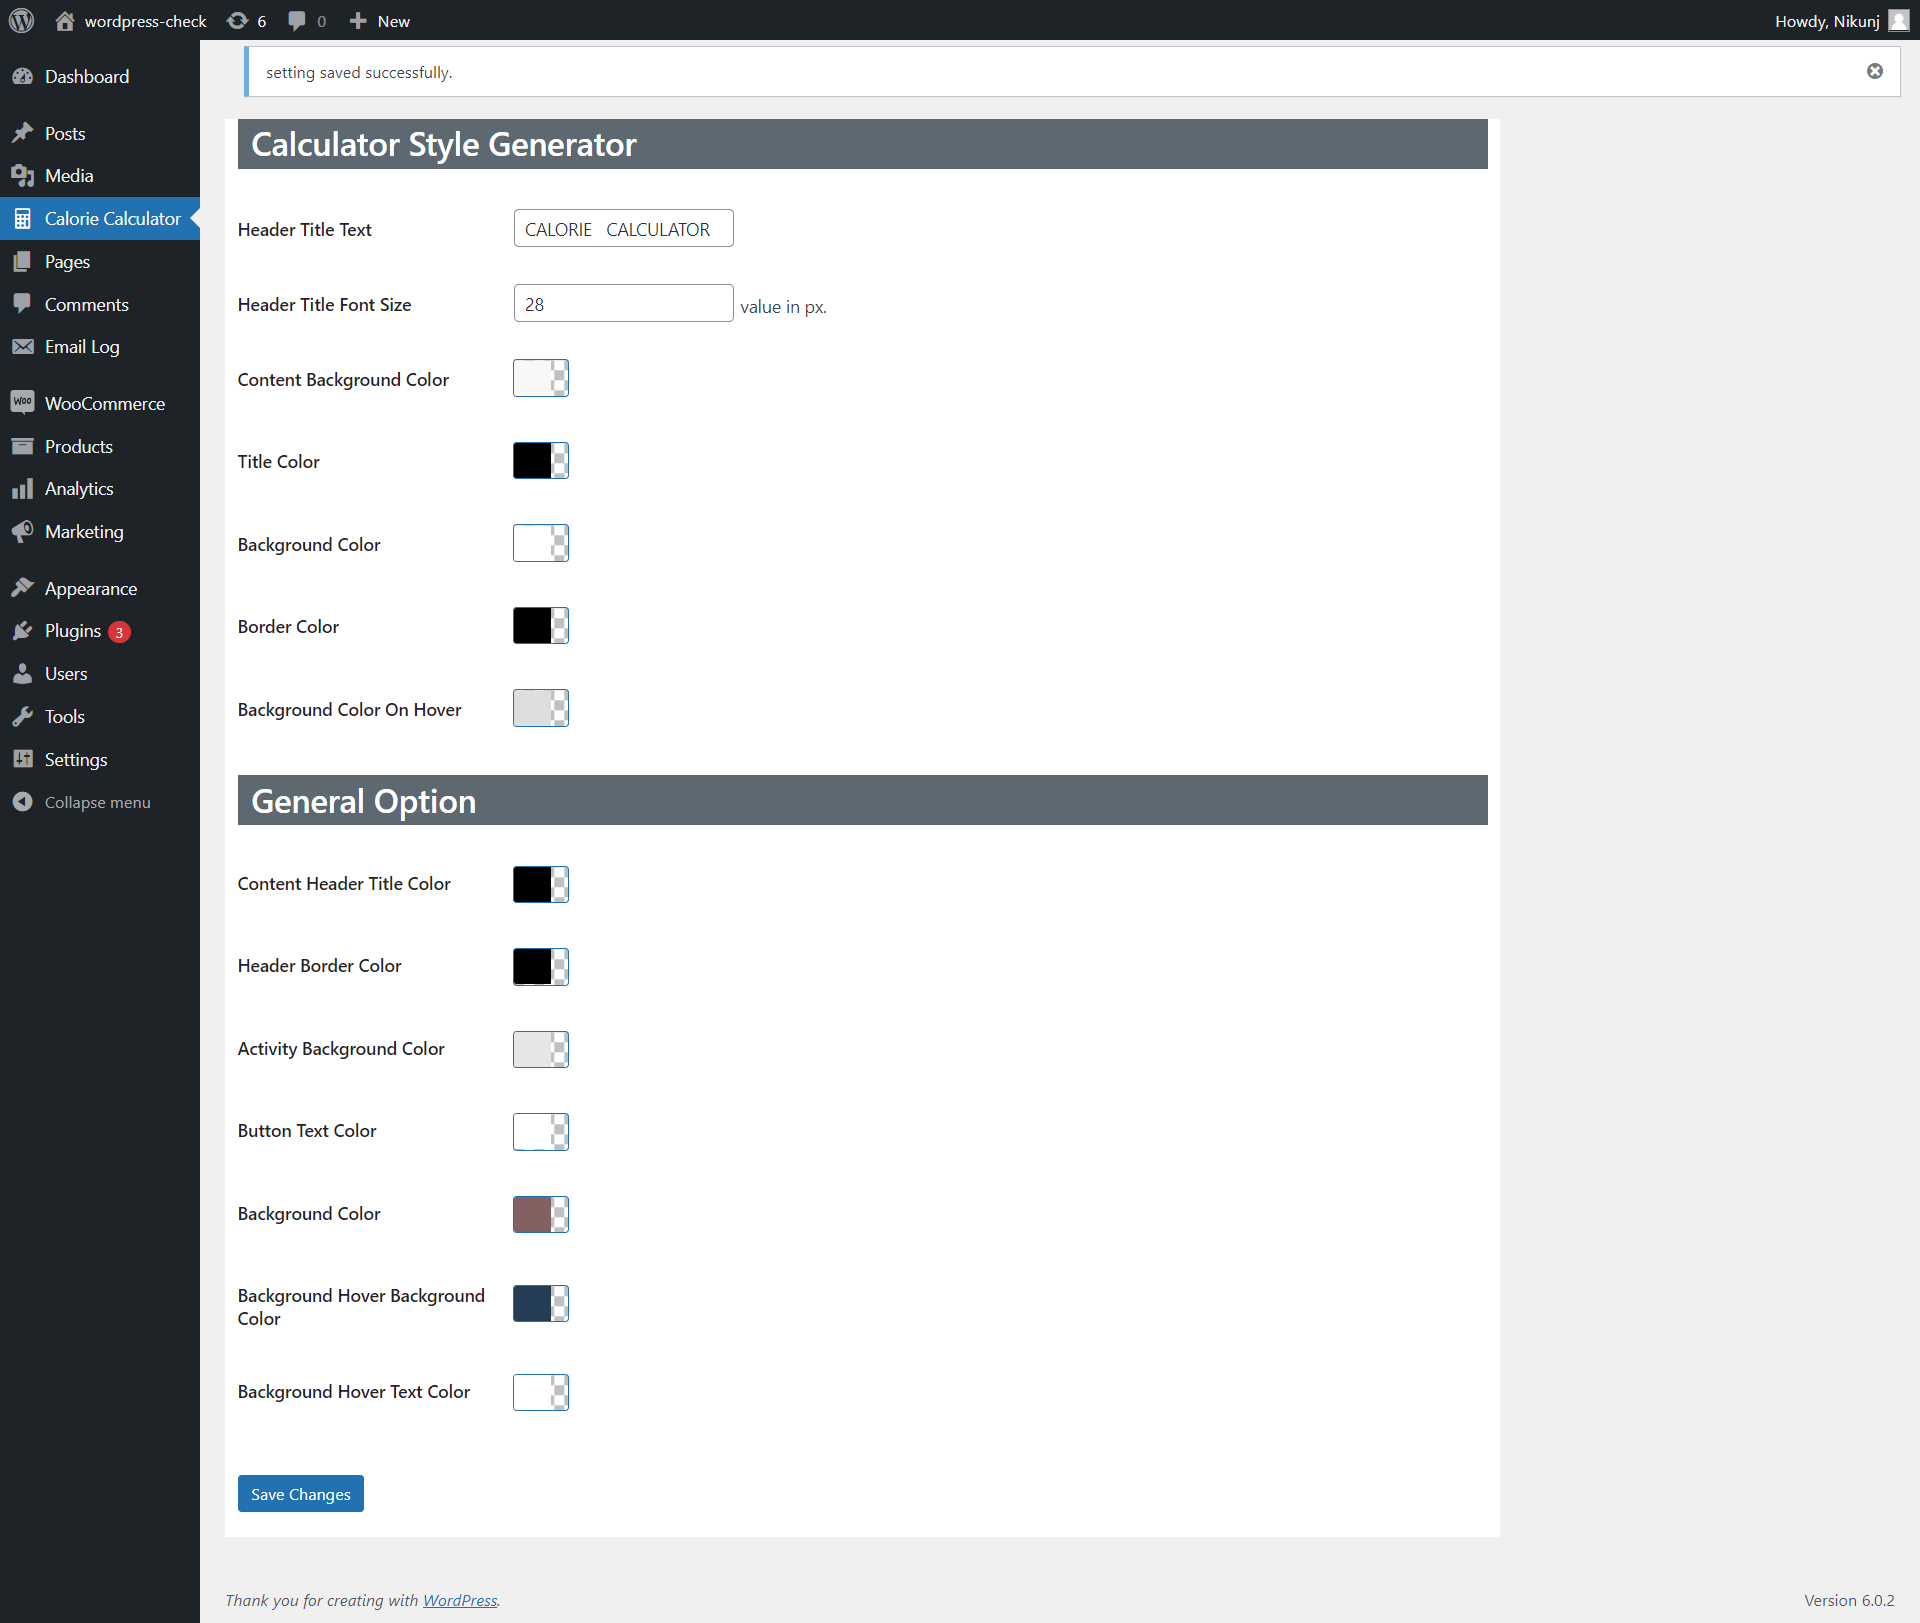 wordpress-check 6 0 New Howdy, Nikunj
Dashboard
Posts
Media
Calorie Calculator
Pages
Comments
Email Log
Woo WooCommerce
Products
Analytics
Marketing
Appearance
Plugins 3
Users
Tools
Settings
Collapse menu
setting saved successfully.
Calculator Style Generator
Header Title Text CALORIE CALCULATOR
Header Title Font Size 28 value in px.
Content Background Color
Title Color
Background Color
Border Color
Background Color On Hover
General Option
Content Header Title Color
Header Border Color
Activity Background Color
Button Text Color
Background Color
Background Hover Background
Color
Background Hover Text Color
Save Changes
Thank you for creating with WordPress. Version 6.0.2